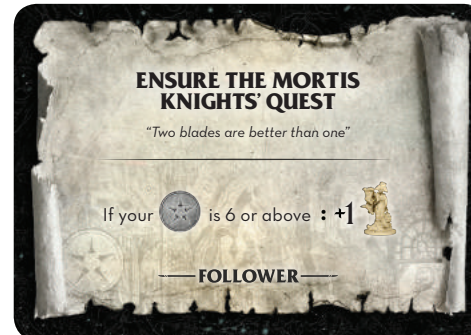 ENSURE THE MORTIS
KNIGHTS' QUEST
“Two blades are better than one”
If your is 6 or above : +1
FOLLOWER